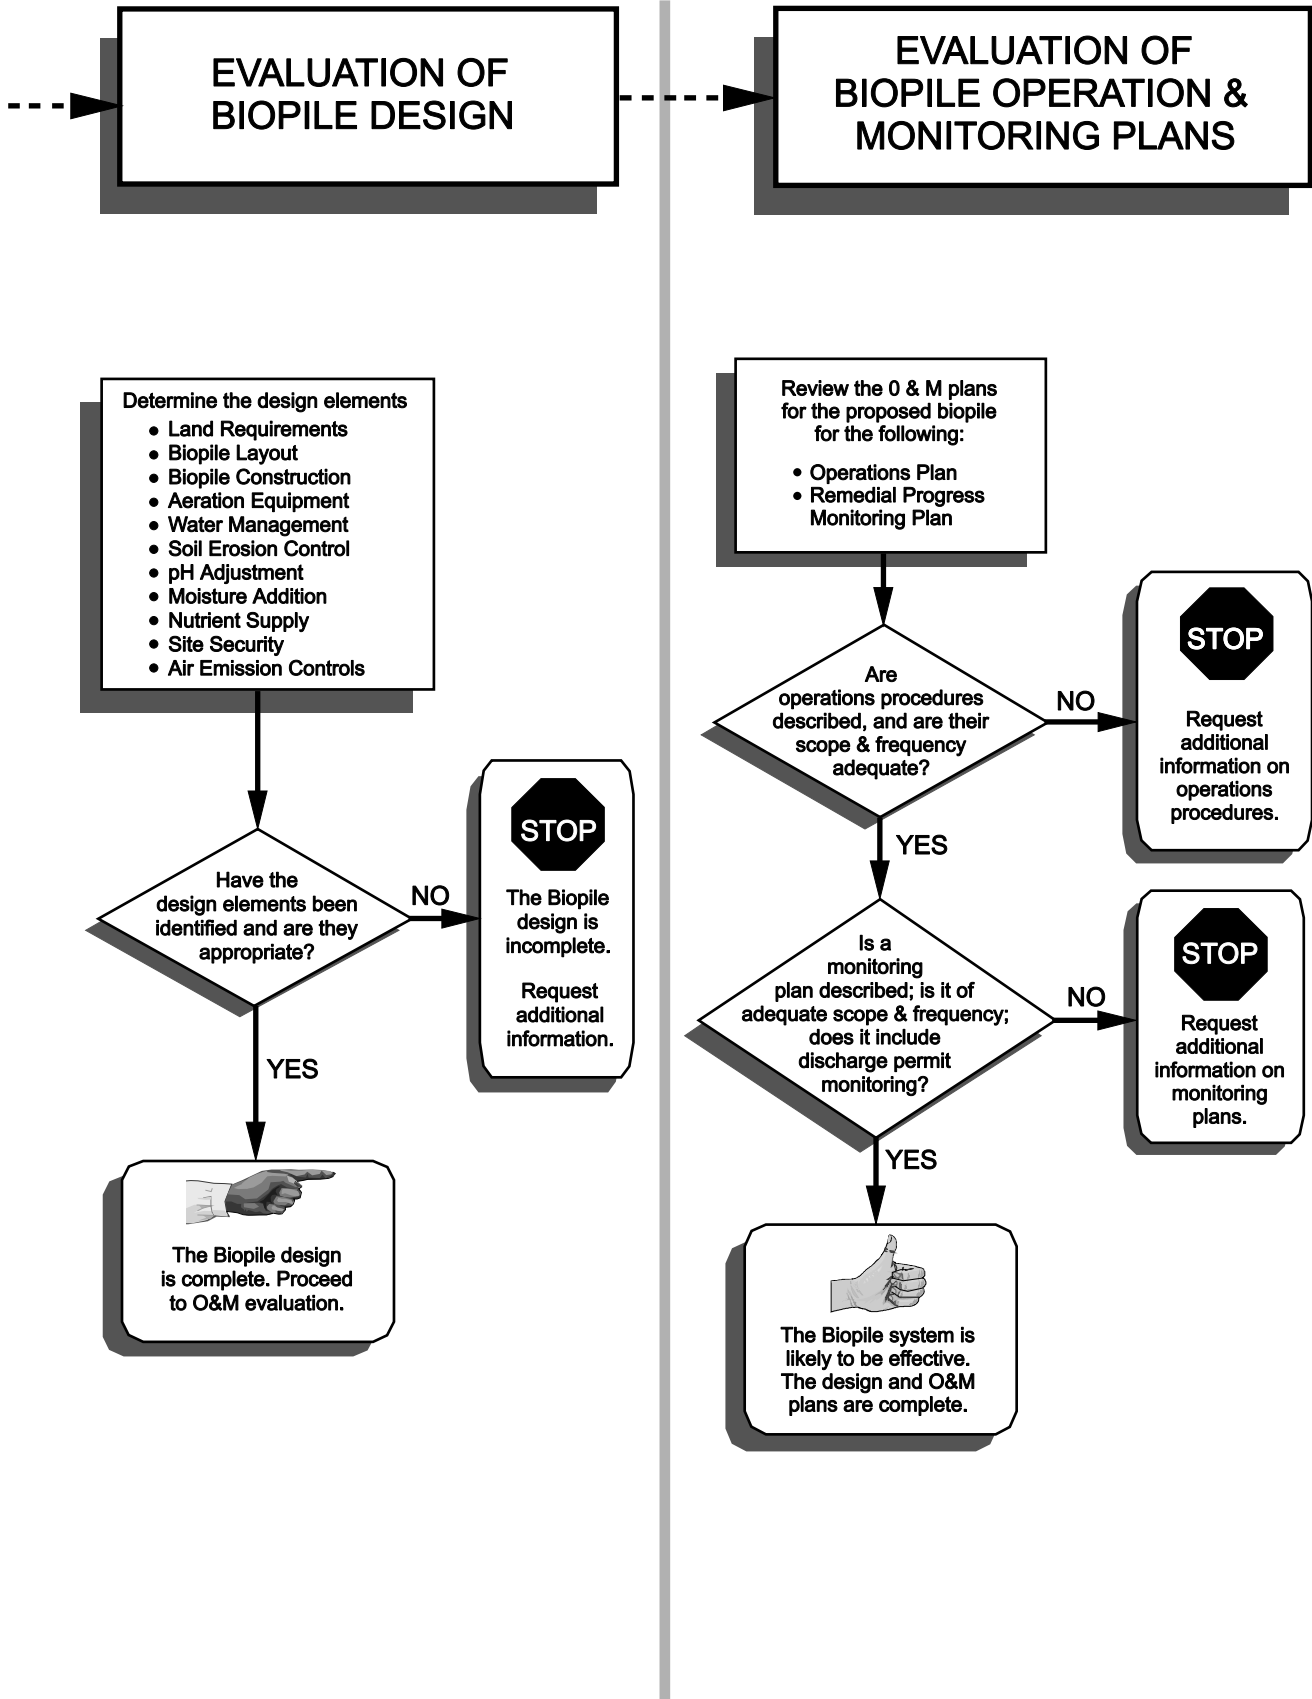 EVALUATION OF
BIOPILE DESIGN
Determine the design elements
● Land Requirements
● Biopile Layout
● Biopile Construction
● Aeration Equipment
● Water Management
● Soil Erosion Control
● pH Adjustment
● Moisture Addition
● Nutrient Supply
● Site Security
● Air Emission Controls
Have the
design elements been
identified and are they
appropriate?
NO
STOP
The Biopile
design is
incomplete.
Request
additional
information.
YES
The Biopile design
is complete. Proceed
to O&M evaluation.
EVALUATION OF
BIOPILE OPERATION &
MONITORING PLANS
Review the 0 & M plans
for the proposed biopile
for the following:
● Operations Plan
● Remedial Progress
Monitoring Plan
Are
operations procedures
described, and are their
scope & frequency
adequate?
NO
STOP
Request
additional
information on
operations
procedures.
YES
Is a
monitoring
plan described; is it of
adequate scope & frequency;
does it include
discharge permit
monitoring?
NO
STOP
Request
additional
information on
monitoring
plans.
YES
The Biopile system is
likely to be effective.
The design and O&M
plans are complete.